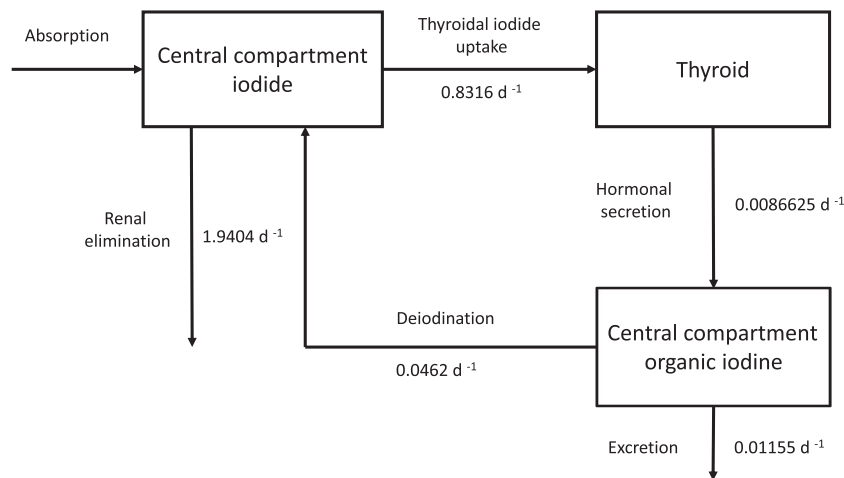 Absorption
Central compartment
iodide
Thyroidal iodide
uptake
0.8316 d -1
Thyroid
Renal
elimination
1.9404 d -1
Hormonal
secretion
0.0086625 d -1
Deiodination
0.0462 d -1
Central compartment
organic iodine
Excretion
0.01155 d -1